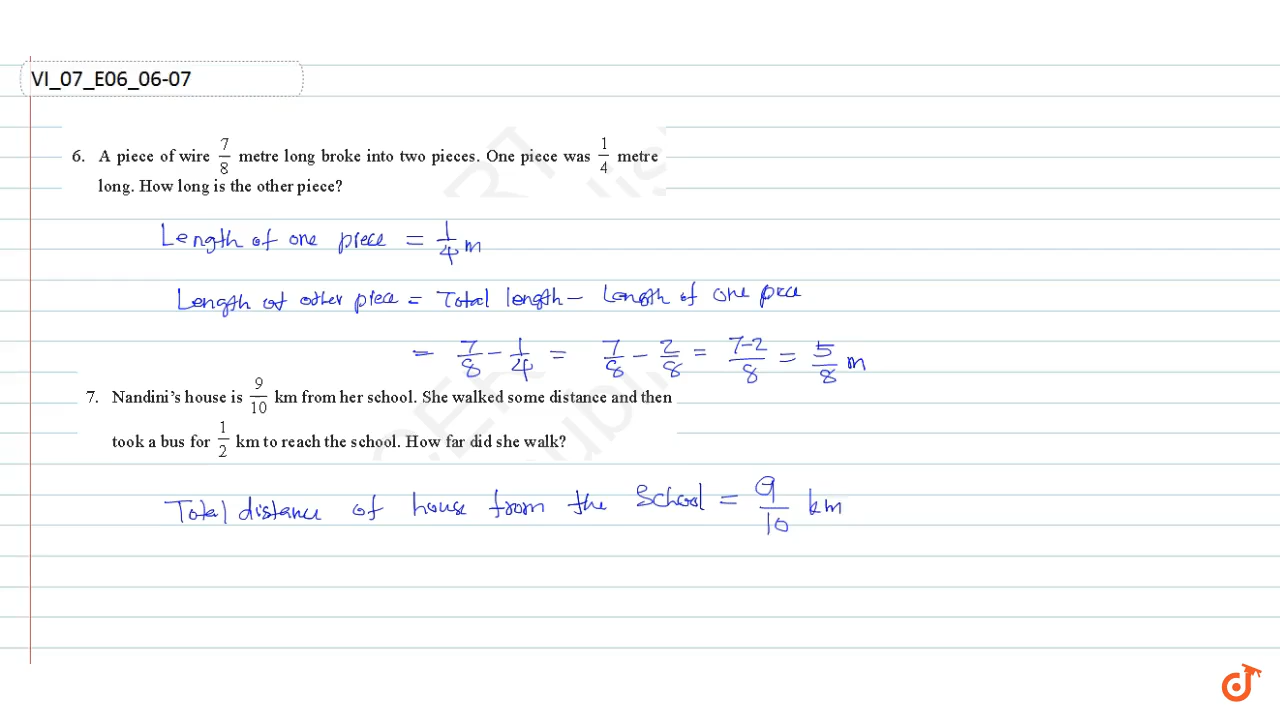 VI_07_E06_06-07
6. A piece of wire 7/8 metre long broke into two pieces. One piece was 1/4 metre
long. How long is the other piece?
Length of one piece = 1/4 m
Length of other piece = Total length - Length of one piece
= 7/8 - 1/4 = 7/8 - 2/8 = 7-2/8 = 5/8 m
7. Nandini's house is 9/10 km from her school. She walked some distance and then
took a bus for 1/2 km to reach the school. How far did she walk?
Total distance of house from the School = 9/10 km